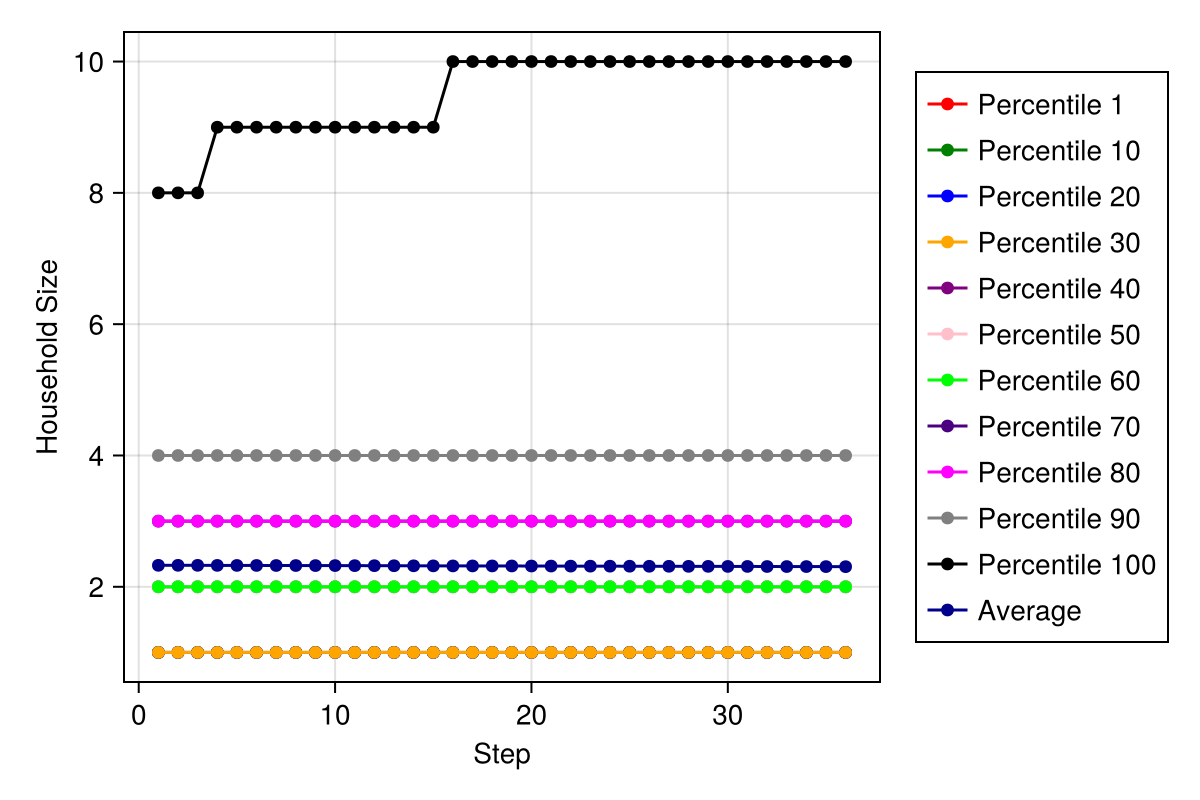 10
8
6
4
2
Household Size
0 10 20 30
Step
Percentile 1
Percentile 10
Percentile 20
Percentile 30
Percentile 40
Percentile 50
Percentile 60
Percentile 70
Percentile 80
Percentile 90
Percentile 100
Average